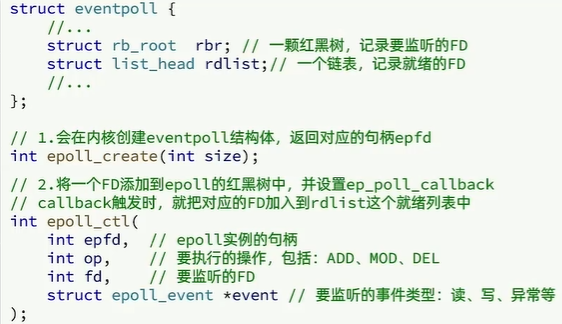 struct eventpoll {
//...
struct rb_root  rbr; // 一颗红黑树，记录要监听的FD
struct list_head rdlist;// 一个链表，记录就绪的FD
//...
};
// 1.会在内核创建eventpoll结构体，返回对应的句柄epfd
int epoll_create(int size);
// 2.将一个FD添加到epoll的红黑树中，并设置ep_poll_callback
// callback触发时，就把对应的FD加入到rdlist这个就绪列表中
int epoll_ctl(
int epfd,  // epoll实例的句柄
int op,    // 要执行的操作，包括：ADD、MOD、DEL
int fd,    // 要监听的FD
struct epoll_event *event // 要监听的事件类型：读、写、异常等
);